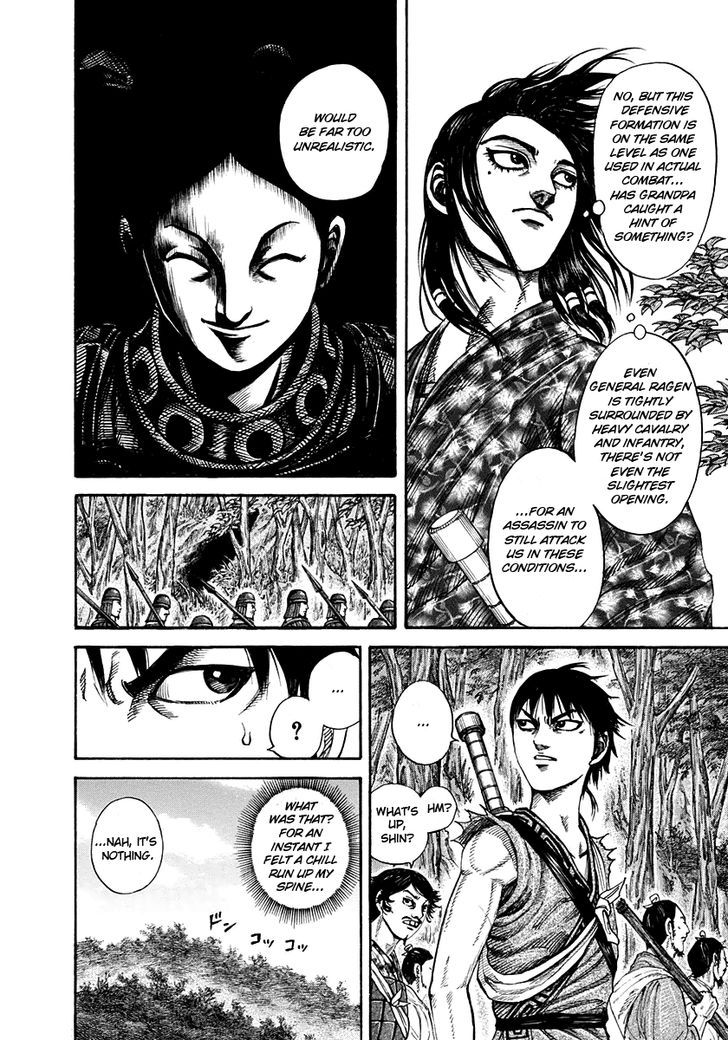 NO, BUT THIS
DEFENSIVE
FORMATION IS
ON THE SAME
LEVEL AS ONE
USED IN ACTUAL
COMBAT...
HAS GRANDPA
CAUGHT A
HINT OF
SOMETHING?
EVEN
GENERAL RAGEN
IS TIGHTLY
SURROUNDED BY
HEAVY CAVALRY
AND INFANTRY,
THERE'S NOT
EVEN THE
SLIGHTEST
OPENING.
...FOR AN
ASSASSIN TO
STILL ATTACK
US IN THESE
CONDITIONS...
WOULD
BE FAR TOO
UNREALISTIC.
...
HM?
WHAT'S
UP,
SHIN?
...
?
WHAT
WAS THAT?
FOR AN
INSTANT I
FELT A CHILL
RUN UP MY
SPINE...
...NAH, IT'S
NOTHING.
ドン
コッ
コッ